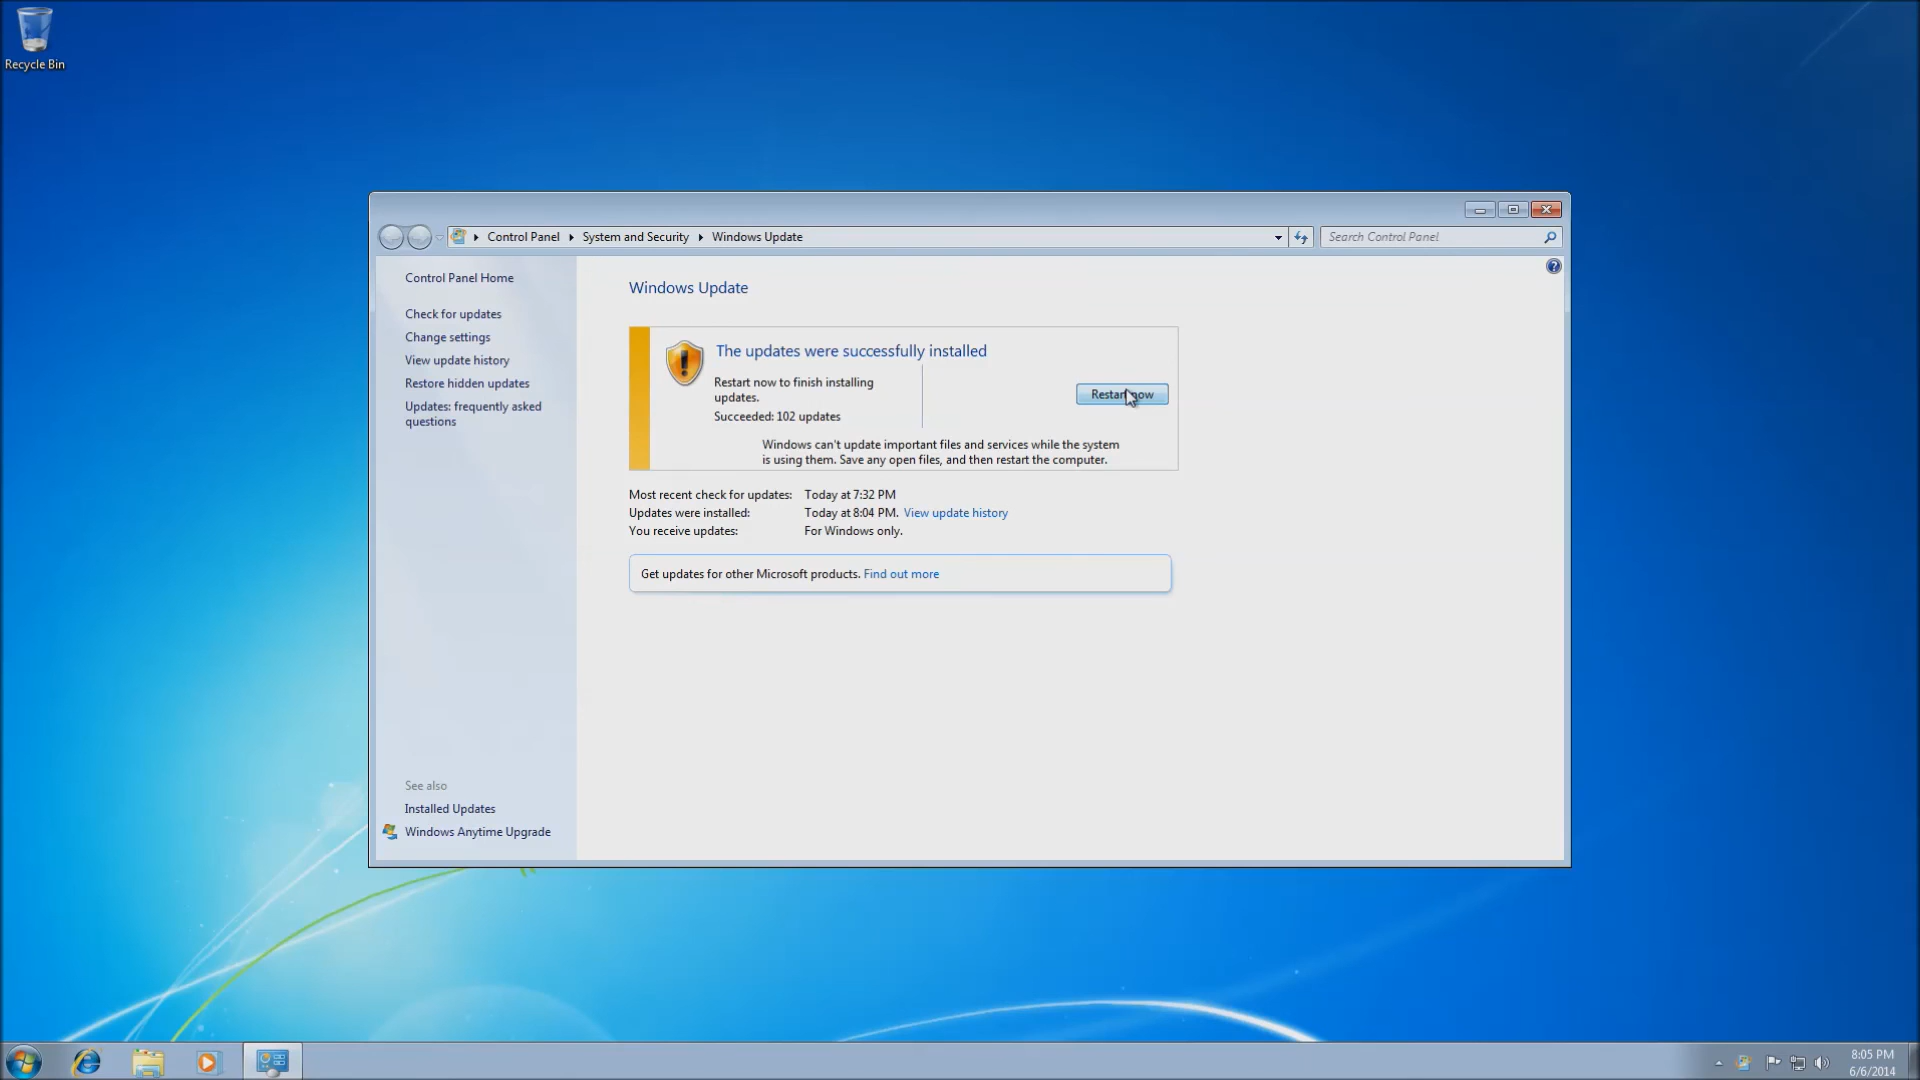 Recycle Bin
Control Panel
System and Security
Windows Update
Search Control Panel
Control Panel Home
Check for updates
Change settings
View update history
Restore hidden updates
Updates: frequently asked
questions
See also
Installed Updates
Windows Anytime Upgrade
Windows Update
The updates were successfully installed
Restart now to finish installing
updates.
Succeeded: 102 updates
Restart now
Windows can't update important files and services while the system
is using them. Save any open files, and then restart the computer.
Most recent check for updates: Today at 7:32 PM
Updates were installed: Today at 8:04 PM. View update history
You receive updates: For Windows only.
Get updates for other Microsoft products. Find out more
8:05 PM
6/6/2014